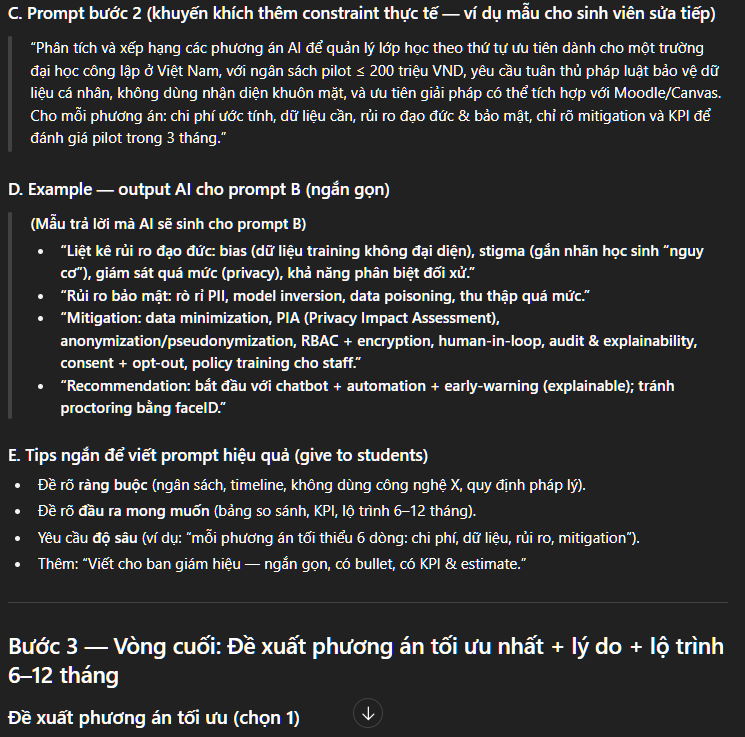 C. Prompt bước 2 (khuyến khích thêm constraint thực tế — ví dụ mẫu cho sinh viên sửa tiếp)
“Phân tích và xếp hạng các phương án AI để quản lý lớp học theo thứ tự ưu tiên dành cho một trường
đại học công lập ở Việt Nam, với ngân sách pilot ≤ 200 triệu VND, yêu cầu tuân thủ pháp luật bảo vệ dữ
liệu cá nhân, không dùng nhận diện khuôn mặt, và ưu tiên giải pháp có thể tích hợp với Moodle/Canvas.
Cho mỗi phương án: chi phí ước tính, dữ liệu cần, rủi ro đạo đức & bảo mật, chỉ rõ mitigation và KPI để
đánh giá pilot trong 3 tháng.”
D. Example — output AI cho prompt B (ngắn gọn)
(Mẫu trả lời mà AI sẽ sinh cho prompt B)
• “Liệt kê rủi ro đạo đức: bias (dữ liệu training không đại diện), stigma (gắn nhãn học sinh “nguy
cơ”), giám sát quá mức (privacy), khả năng phân biệt đối xử.”
• “Rủi ro bảo mật: rò rỉ PII, model inversion, data poisoning, thu thập quá mức.”
• “Mitigation: data minimization, PIA (Privacy Impact Assessment),
anonymization/pseudonymization, RBAC + encryption, human-in-loop, audit & explainability,
consent + opt-out, policy training cho staff.”
• “Recommendation: bắt đầu với chatbot + automation + early-warning (explainable); tránh
proctoring bằng faceID.”
E. Tips ngắn để viết prompt hiệu quả (give to students)
• Đề rõ ràng buộc (ngân sách, timeline, không dùng công nghệ X, quy định pháp lý).
• Đề rõ đầu ra mong muốn (bảng so sánh, KPI, lộ trình 6–12 tháng).
• Yêu cầu độ sâu (ví dụ: “mỗi phương án tối thiểu 6 dòng: chi phí, dữ liệu, rủi ro, mitigation”).
• Thêm: “Viết cho ban giám hiệu — ngắn gọn, có bullet, có KPI & estimate.”
Bước 3 — Vòng cuối: Đề xuất phương án tối ưu nhất + lý do + lộ trình
6–12 tháng
Đề xuất phương án tối ưu (chọn 1)